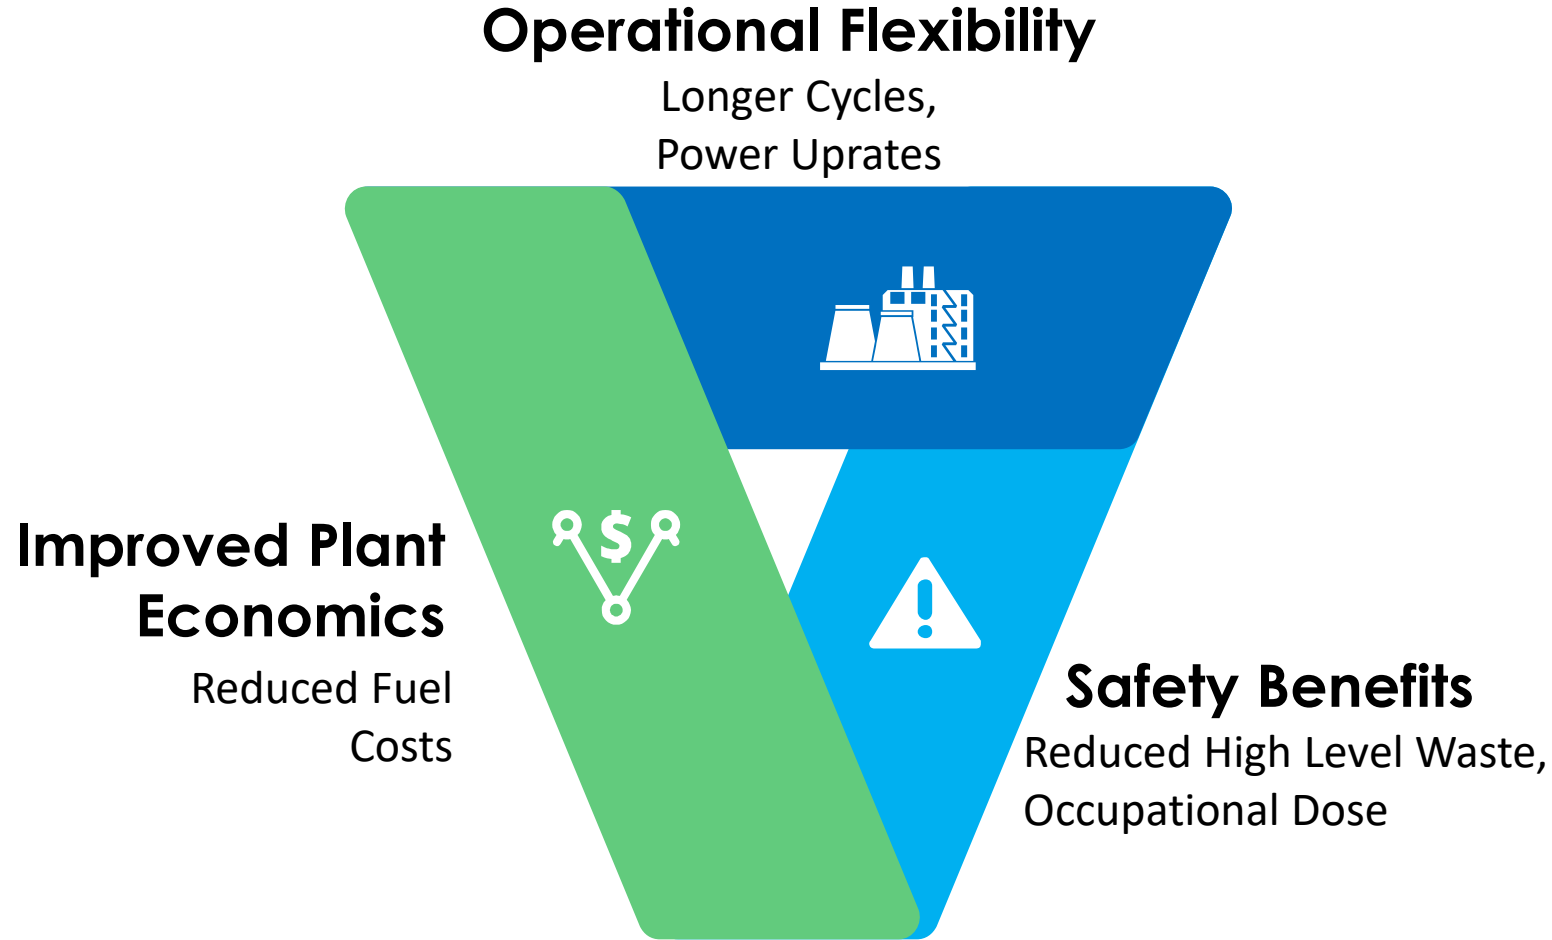 Operational Flexibility
Longer Cycles,
Power Uprates
$
Improved Plant
Economics
Reduced Fuel
Costs
!
Safety Benefits
Reduced High Level Waste,
Occupational Dose